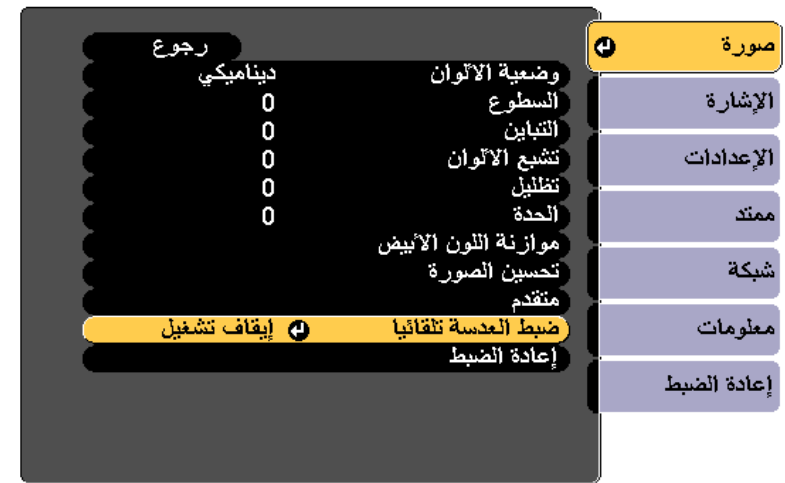 صورة
الإشارة
الإعدادات
ممتد
شبكة
معلومات
إعادة الضبط
رجوع
وضعية الألوان ديناميكي
السطوع 0
التباين 0
تشبع الألوان 0
تظليل 0
الحدة 0
موازنة اللون الأبيض
تحسين الصورة
متقدم
ضبط العدسة تلقائيا إيقاف تشغيل
إعادة الضبط